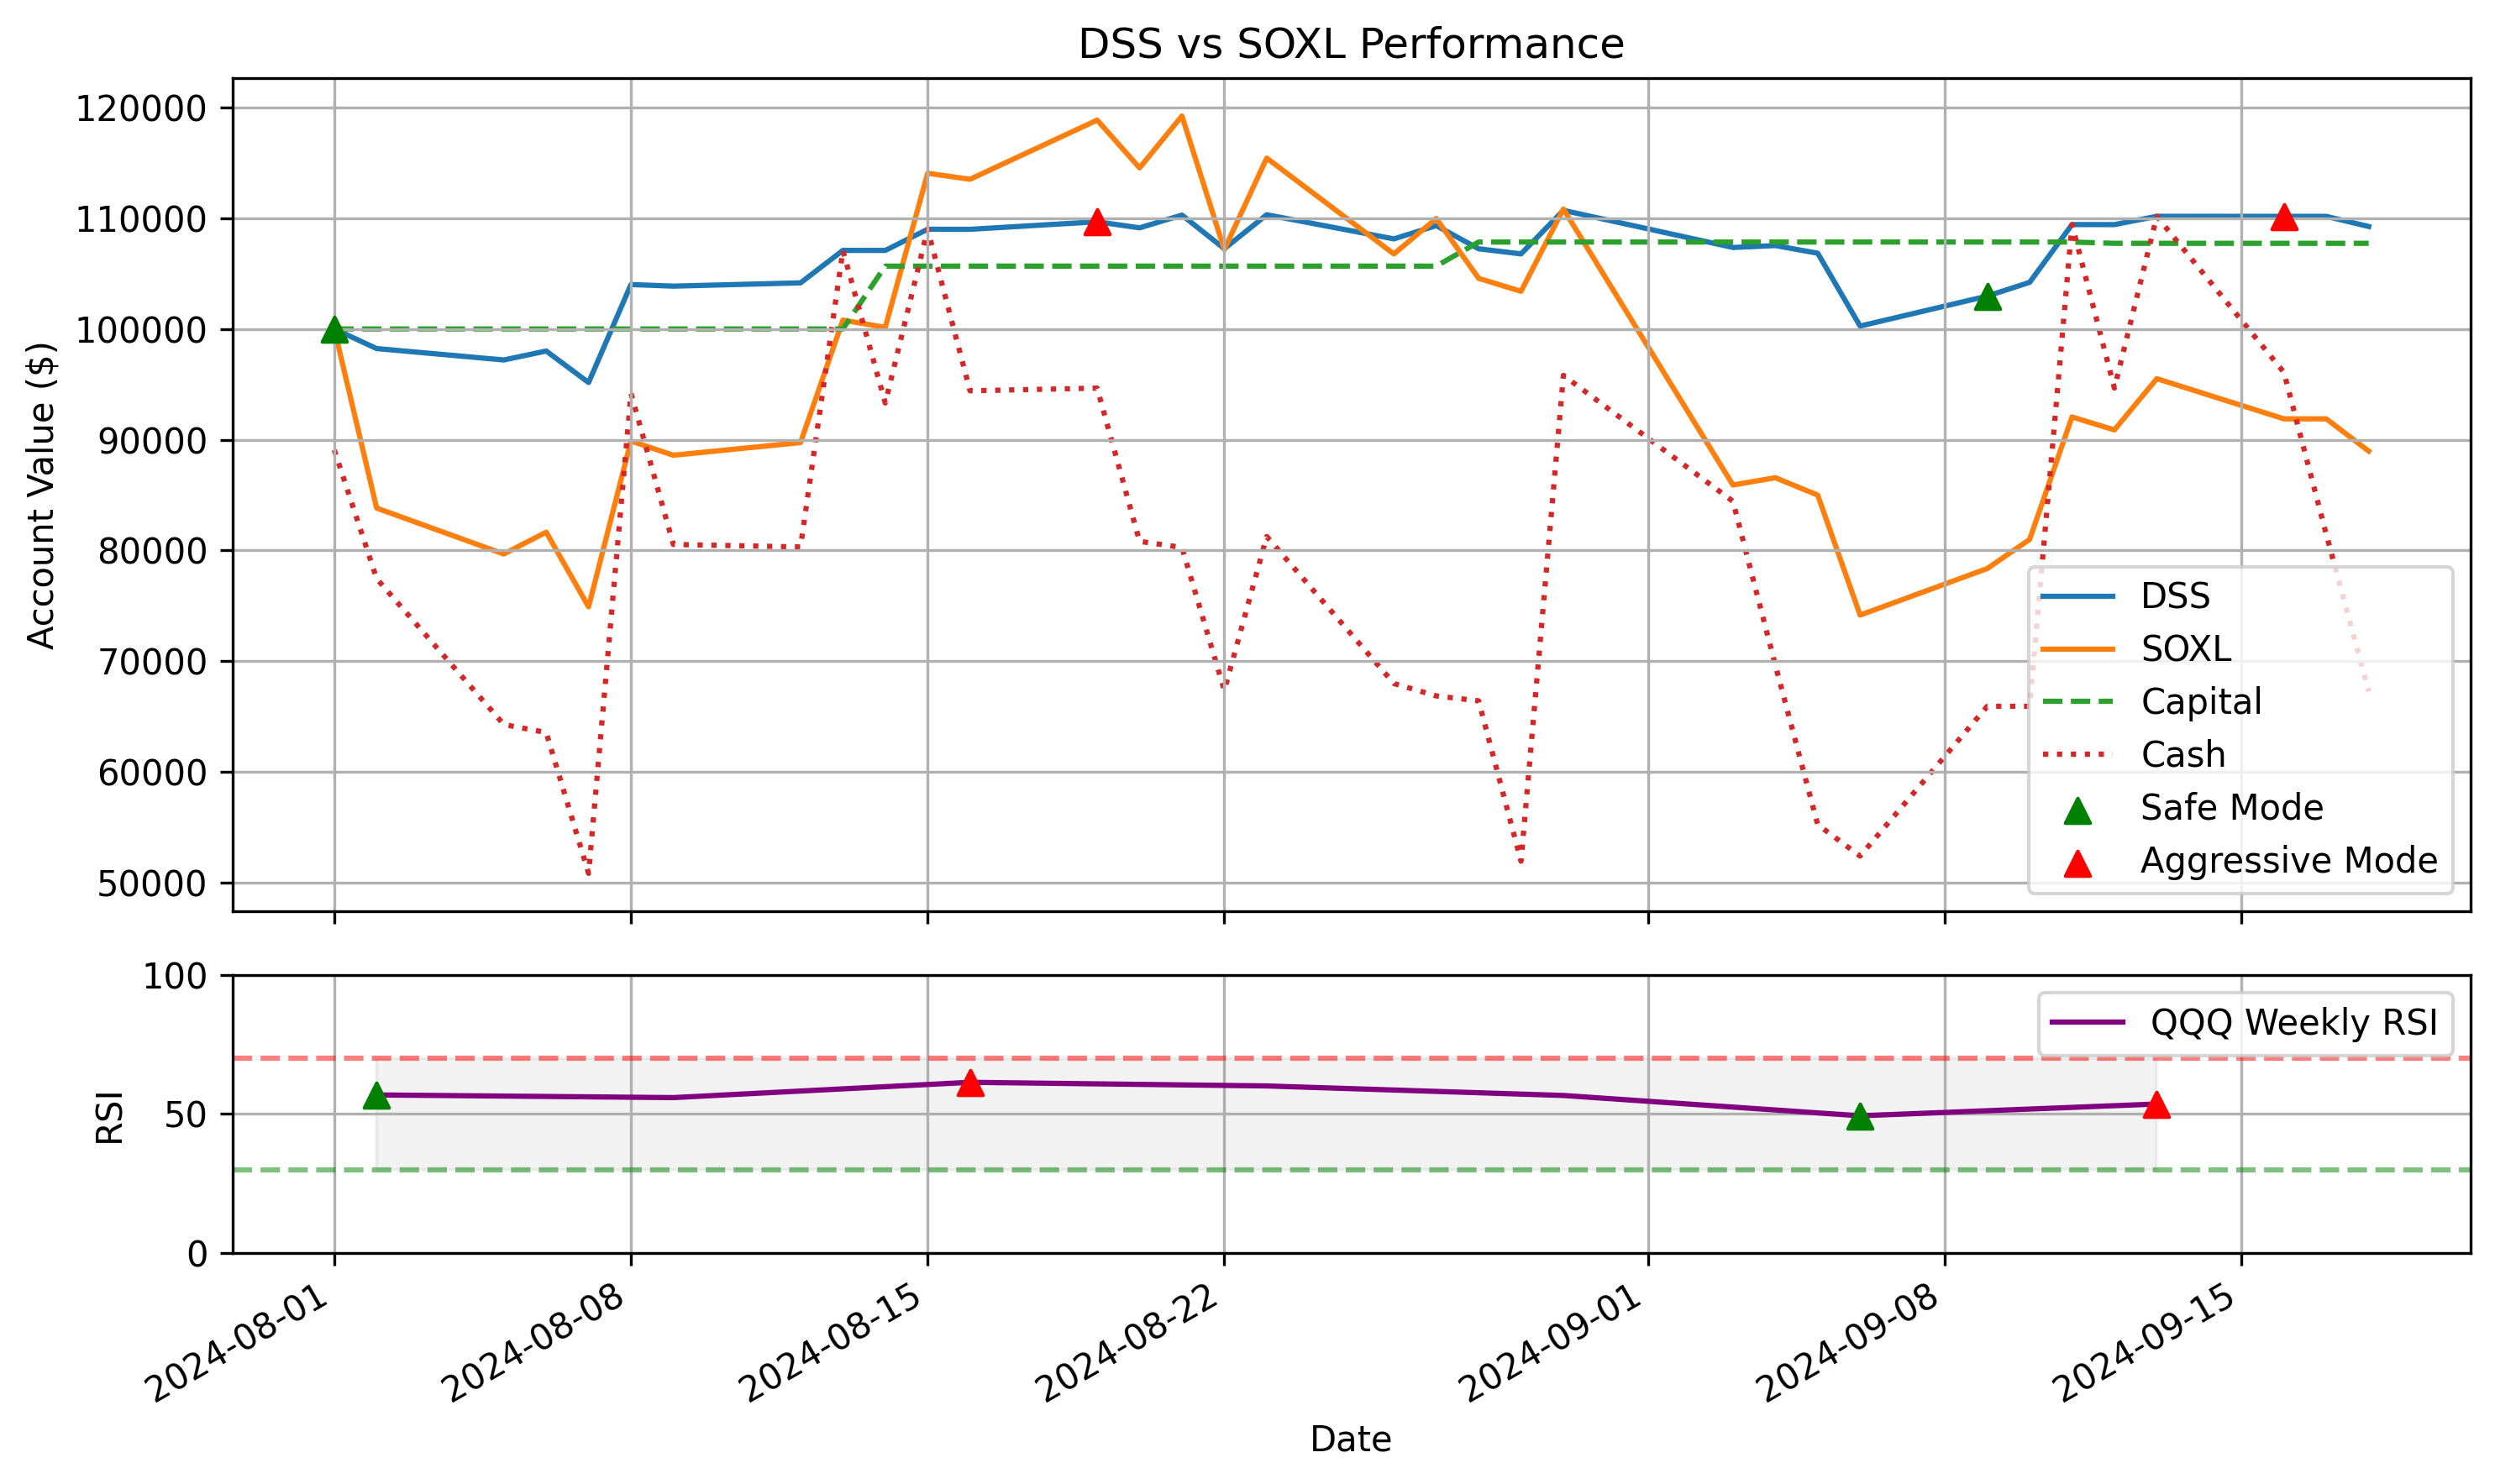 DSS vs SOXL Performance
120000
110000
100000
90000
80000
70000
60000
50000
Account Value ($)
DSS
SOXL
Capital
Cash
Safe Mode
Aggressive Mode
100
50
0
RSI
QQQ Weekly RSI
2024-08-01
2024-08-08
2024-08-15
2024-08-22
2024-09-01
2024-09-08
2024-09-15
Date